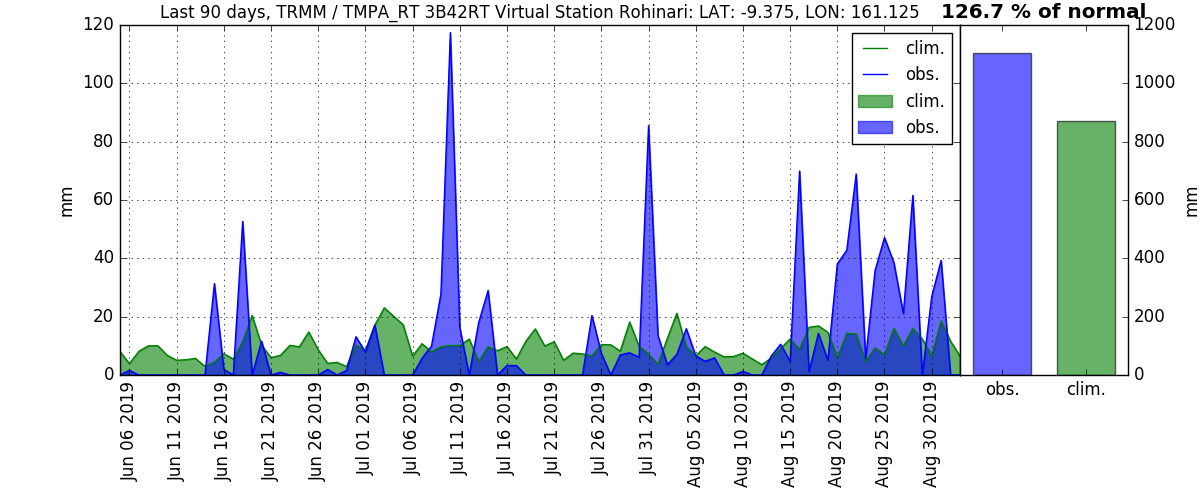 Last 90 days, TRMM / TMPA_RT 3B42RT Virtual Station Rohinari: LAT: -9.375, LON: 161.125
126.7 % of normal
120
100
80
60
40
20
0
mm
clim.
obs.
clim.
obs.
1200
1000
800
600
400
200
0
mm
Jun 06 2019
Jun 11 2019
Jun 16 2019
Jun 21 2019
Jun 26 2019
Jul 01 2019
Jul 06 2019
Jul 11 2019
Jul 16 2019
Jul 21 2019
Jul 26 2019
Jul 31 2019
Aug 05 2019
Aug 10 2019
Aug 15 2019
Aug 20 2019
Aug 25 2019
Aug 30 2019
obs.
clim.